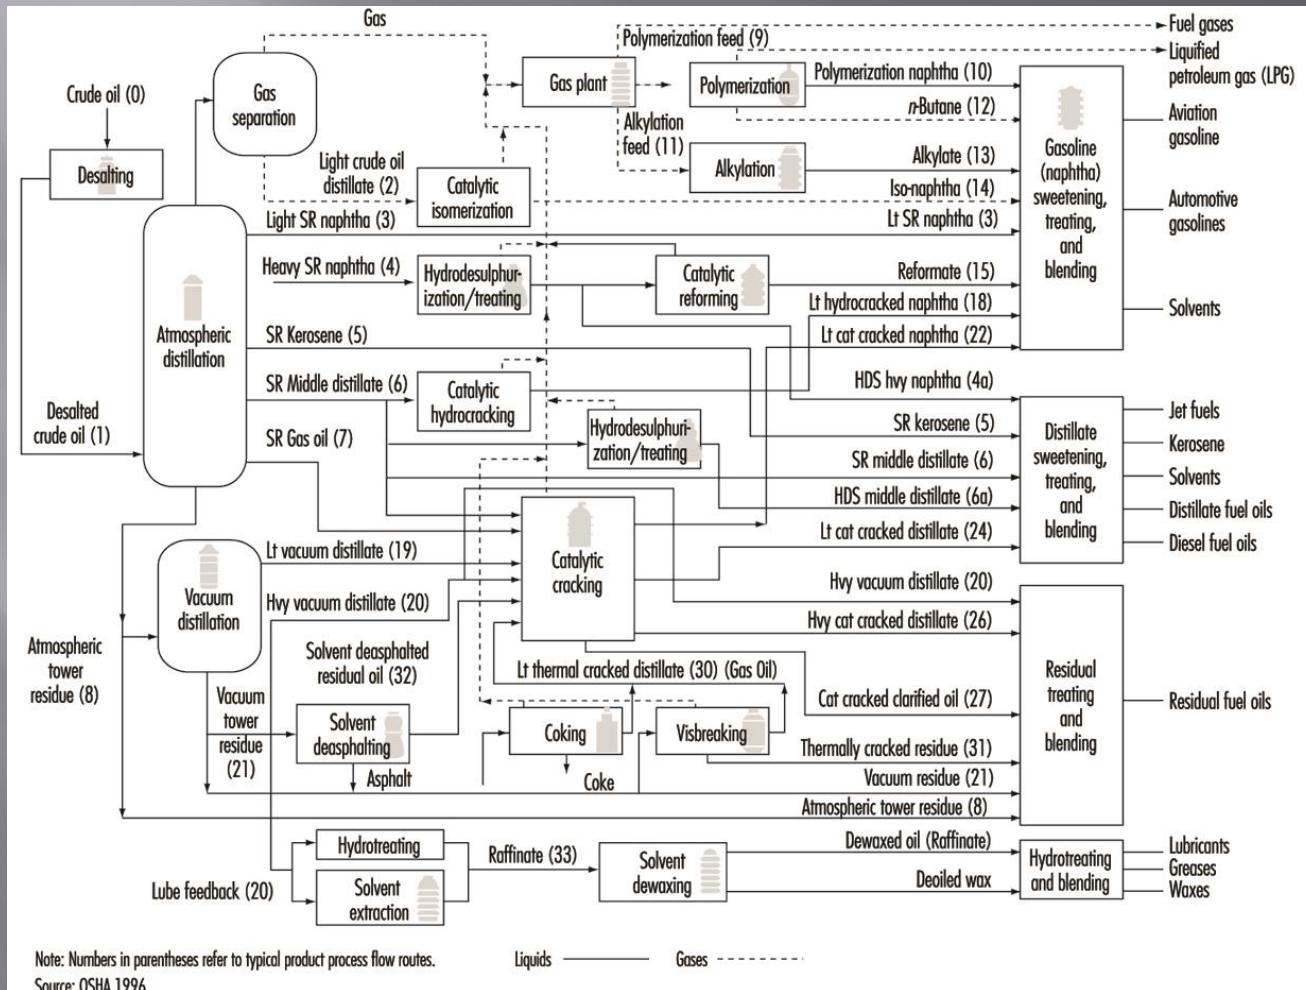 Gas
Fuel gases
Polymerization feed (9)
Liquified
petroleum gas (LPG)
Crude oil (0)
Gas
separation
Gas plant
Polymerization
Polymerization naphtha (10)
n-Butane (12)
Aviation
gasoline
Desalting
Light crude oil
distillate (2)
Alkylation
feed (11)
Alkylation
Alkylate (13)
Gasoline
(naphtha)
sweetening,
treating,
and
blending
Catalytic
isomerization
Iso-naphtha (14)
Automotive
gasolines
Light SR naphtha (3)
Lt SR naphtha (3)
Heavy SR naphtha (4)
Hydrodesulphur-
ization/treating
Catalytic
reforming
Reformate (15)
Lt hydrocracked naphtha (18)
Solvents
Atmospheric
distillation
SR Kerosene (5)
Lt cat cracked naphtha (22)
SR Middle distillate (6)
Catalytic
hydrocracking
HDS hvy naphtha (4a)
Desalted
crude oil (1)
SR Gas oil (7)
Hydrodesulphuri-
zation/treating
SR kerosene (5)
Distillate
sweetening,
treating,
and
blending
Jet fuels
Kerosene
Solvents
Distillate fuel oils
Diesel fuel oils
SR middle distillate (6)
HDS middle distillate (6a)
Lt cat cracked distillate (24)
Lt vacuum distillate (19)
Catalytic
cracking
Vacuum
distillation
Hvy vacuum distillate (20)
Hvy vacuum distillate (20)
Hvy cat cracked distillate (26)
Atmospheric
tower
residue (8)
Solvent deasphalted
residual oil (32)
Lt thermal cracked distillate (30) (Gas Oil)
Cat cracked clarified oil (27)
Residual
treating
and
blending
Residual fuel oils
Vacuum
tower
residue
(21)
Solvent
deasphalting
Coking
Visbreaking
Thermally cracked residue (31)
Asphalt
Coke
Vacuum residue (21)
Atmospheric tower residue (8)
Hydrotreating
Raffinate (33)
Solvent
dewaxing
Dewaxed oil (Raffinate)
Hydrotreating
and blending
Lubricants
Greases
Waxes
Lube feedback (20)
Solvent
extraction
Deoiled wax
Note: Numbers in parentheses refer to typical product process flow routes.
Liquids
Gases
Source: OSHA 1996